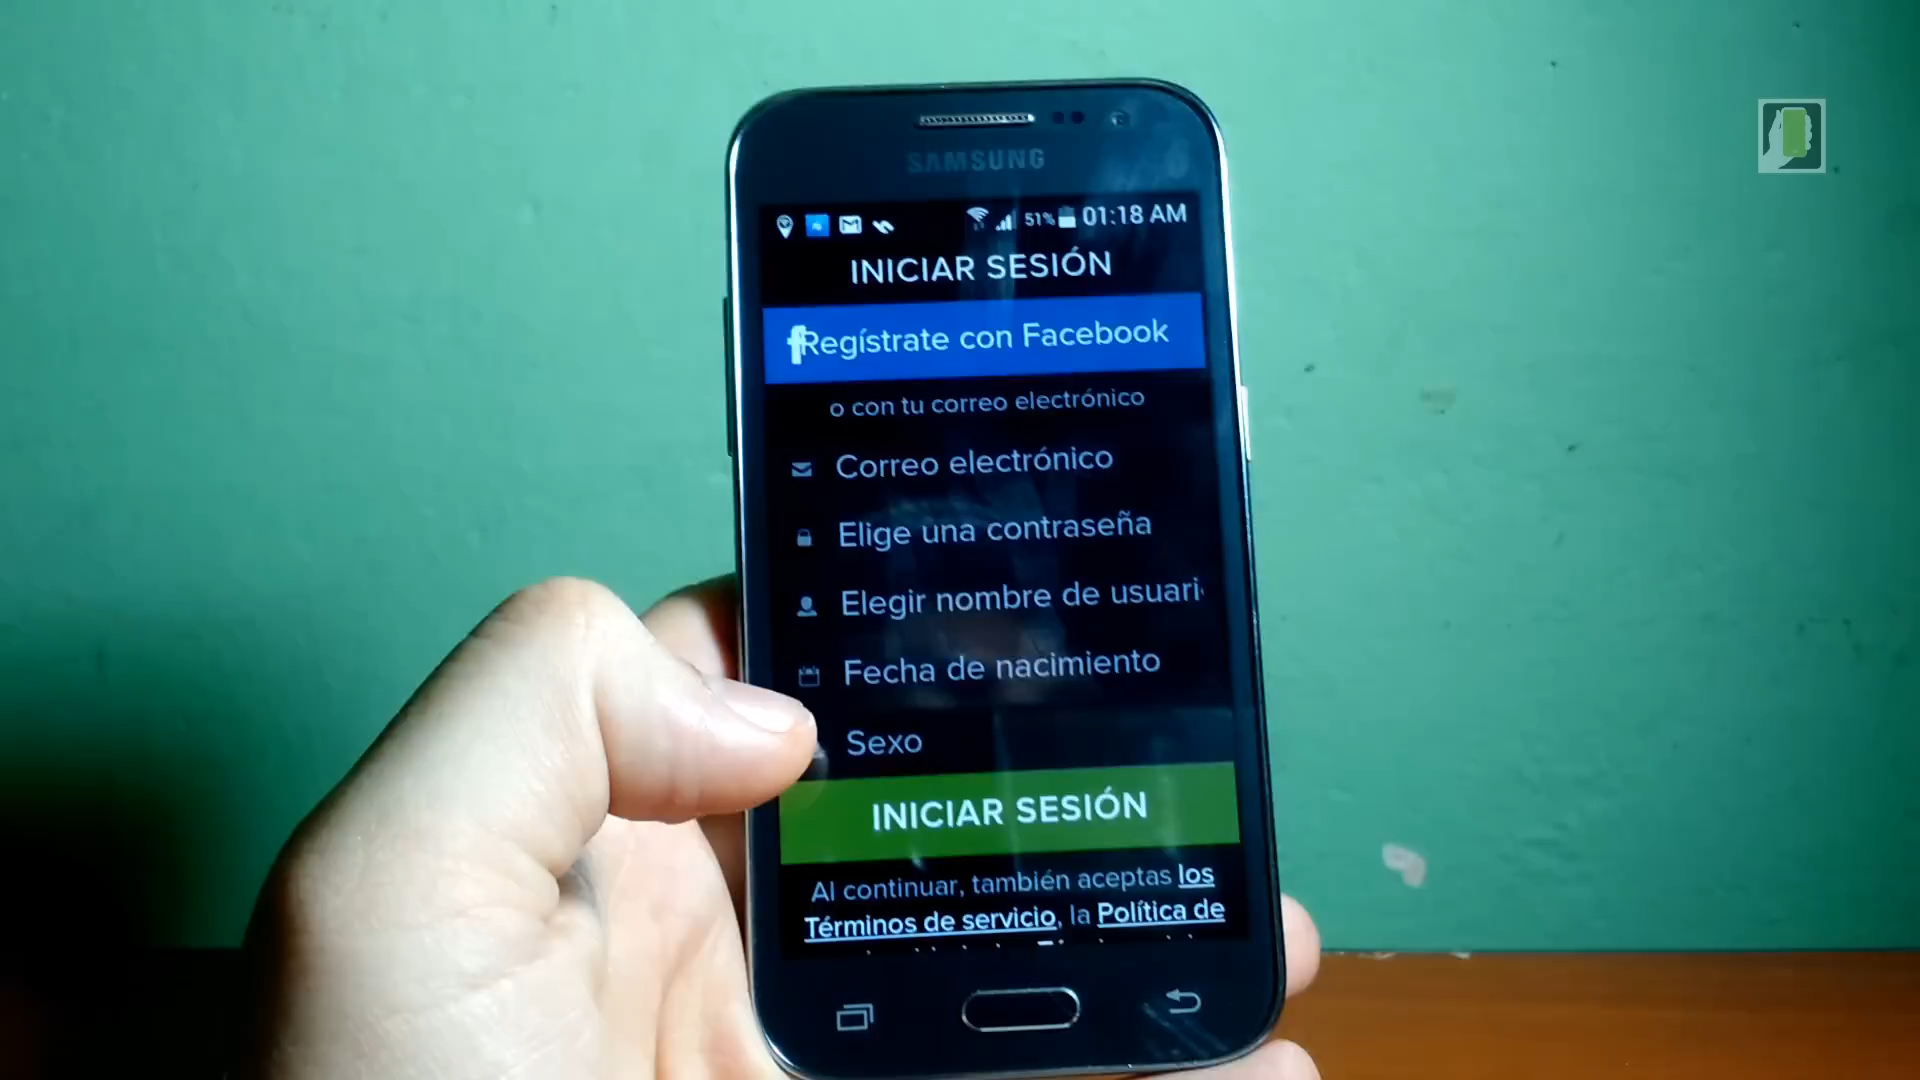 SAMSUNG
51% 01:18 AM
INICIAR SESIÓN
f Regístrate con Facebook
o con tu correo electrónico
Correo electrónico
Elige una contraseña
Elegir nombre de usuari
Fecha de nacimiento
Sexo
INICIAR SESIÓN
Al continuar, también aceptas los
Términos de servicio, la Política de